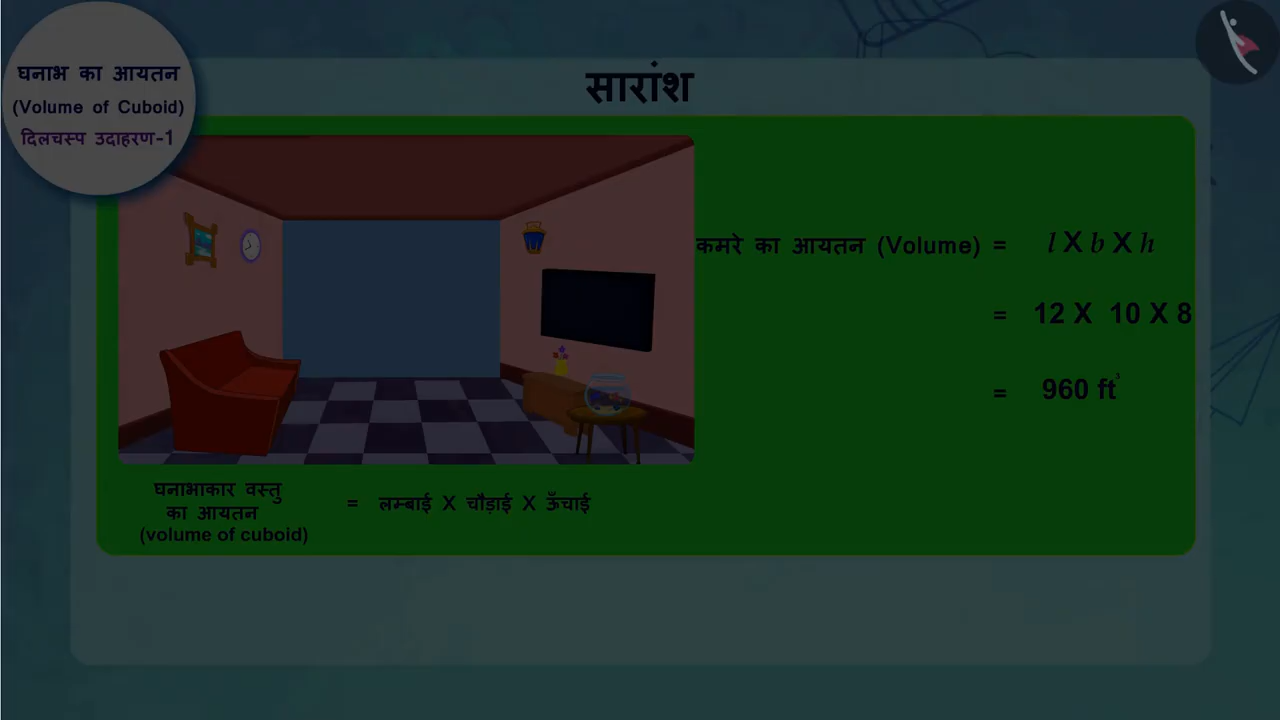 घनाभ का आयतन
(Volume of Cuboid)
दिलचस्प उदाहरण-1
सारांश
कमरे का आयतन (Volume) = l X b X h
= 12 X 10 X 8
= 960 ft³
घनाभाकार वस्तु
का आयतन
(volume of cuboid)
= लम्बाई X चौड़ाई X ऊँचाई